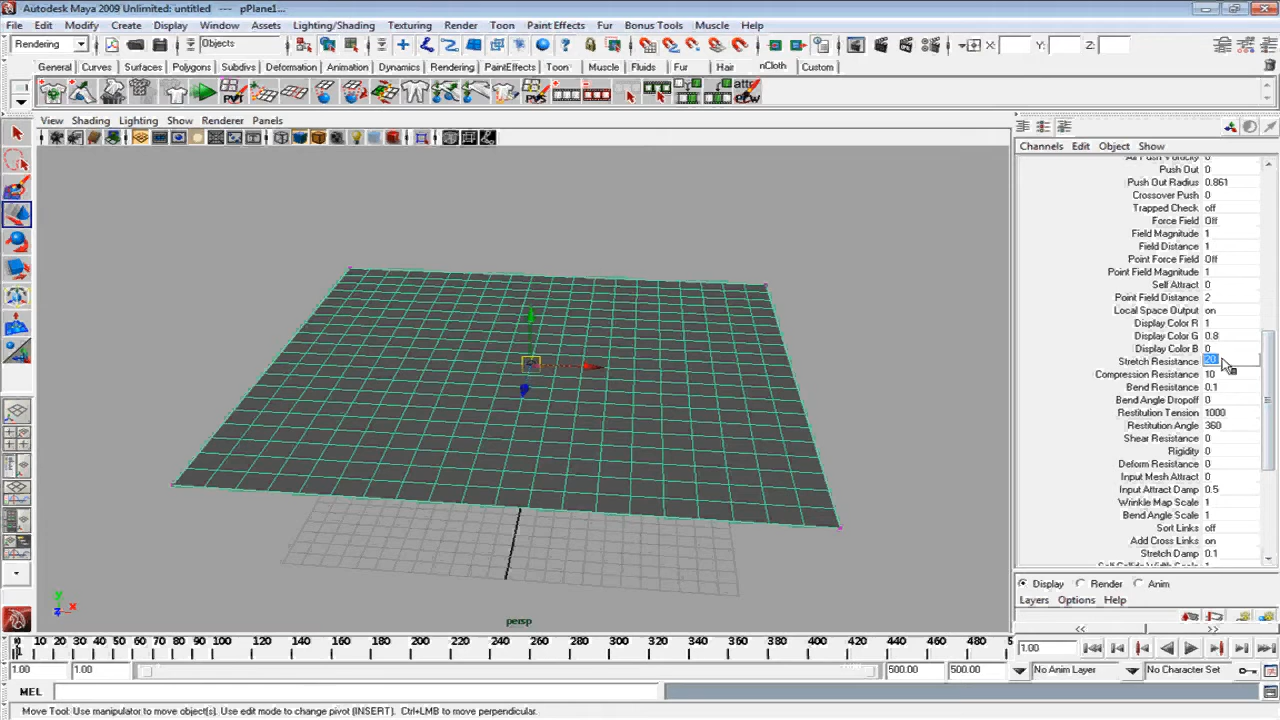 Autodesk Maya 2009 Unlimited: untitled --- pPlane1...
File Edit Modify Create Display Window Assets Lighting/Shading Texturing Render Toon Paint Effects Fur Bonus Tools Muscle Help
Rendering Objects X: Y: Z:
General Curves Surfaces Polygons Subdivs Deformation Animation Dynamics Rendering PaintEffects Toon Muscle Fluids Fur Hair nCloth Custom
PVT PVS attr ECW
View Shading Lighting Show Renderer Panels
Channels Edit Object Show
Push Out 0
Push Out Radius 0.861
Crossover Push 0
Trapped Check off
Force Field Off
Field Magnitude 1
Field Distance 1
Point Force Field Off
Point Field Magnitude 1
Self Attract 0
Point Field Distance 2
Local Space Output on
Display Color R 1
Display Color G 0.8
Display Color B 0
Stretch Resistance 20
Compression Resistance 10
Bend Resistance 0.1
Bend Angle Dropoff 0
Restitution Tension 1000
Restitution Angle 360
Shear Resistance 0
Rigidity 0
Deform Resistance 0
Input Mesh Attract 0
Input Attract Damp 0.5
Wrinkle Map Scale 1
Bend Angle Scale 1
Sort Links off
Add Cross Links on
Stretch Damp 0.1
Self Collide Width Scale 1
Display Render Anim
Layers Options Help
y x z
persp
10 20 30 40 50 60 70 80 90 100 120 140 160 180 200 220 240 260 280 300 320 340 360 380 400 420 440 460 480 5
1.00
1.00 1.00 500.00 500.00 No Anim Layer No Character Set
MEL
Move Tool: Use manipulator to move object(s). Use edit mode to change pivot (INSERT). Ctrl+LMB to move perpendicular.